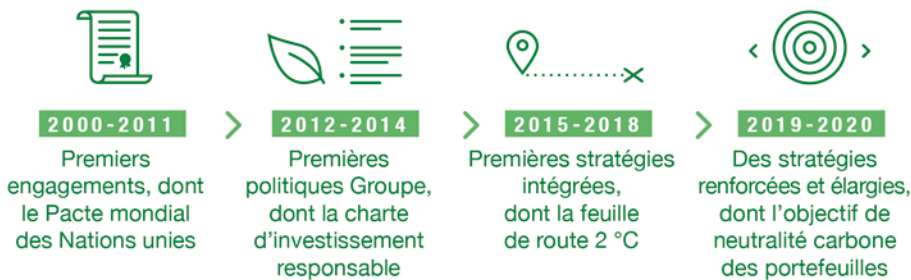 2000-2011
Premiers
engagements, dont
le Pacte mondial
des Nations unies
2012-2014
Premières
politiques Groupe,
dont la charte
d’investissement
responsable
2015-2018
Premières stratégies
intégrées,
dont la feuille
de route 2 °C
2019-2020
Des stratégies
renforcées et élargies,
dont l’objectif de
neutralité carbone
des portefeuilles